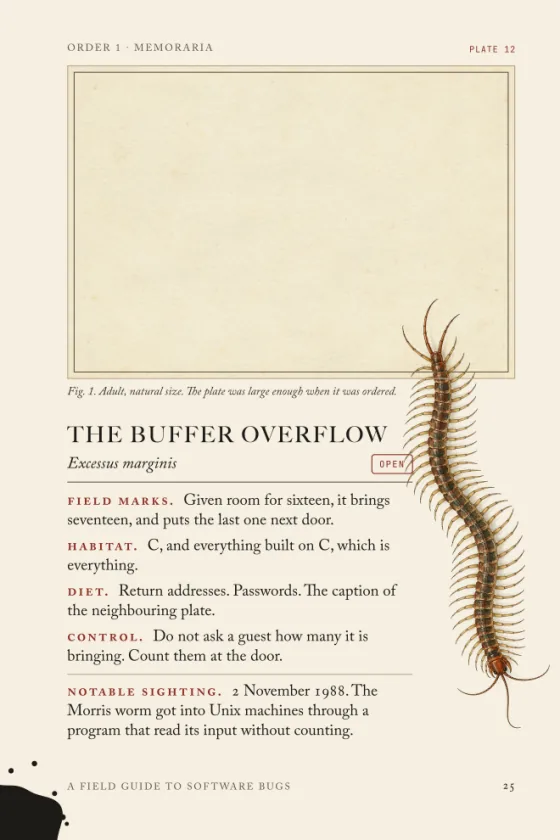 ORDER 1 · MEMORARIA
PLATE 12
Fig. 1. Adult, natural size. The plate was large enough when it was ordered.
THE BUFFER OVERFLOW
Excessus marginis
OPEN
FIELD MARKS. Given room for sixteen, it brings
seventeen, and puts the last one next door.
HABITAT. C, and everything built on C, which is
everything.
DIET. Return addresses. Passwords. The caption of
the neighbouring plate.
CONTROL. Do not ask a guest how many it is
bringing. Count them at the door.
NOTABLE SIGHTING. 2 November 1988. The
Morris worm got into Unix machines through a
program that read its input without counting.
A FIELD GUIDE TO SOFTWARE BUGS
25